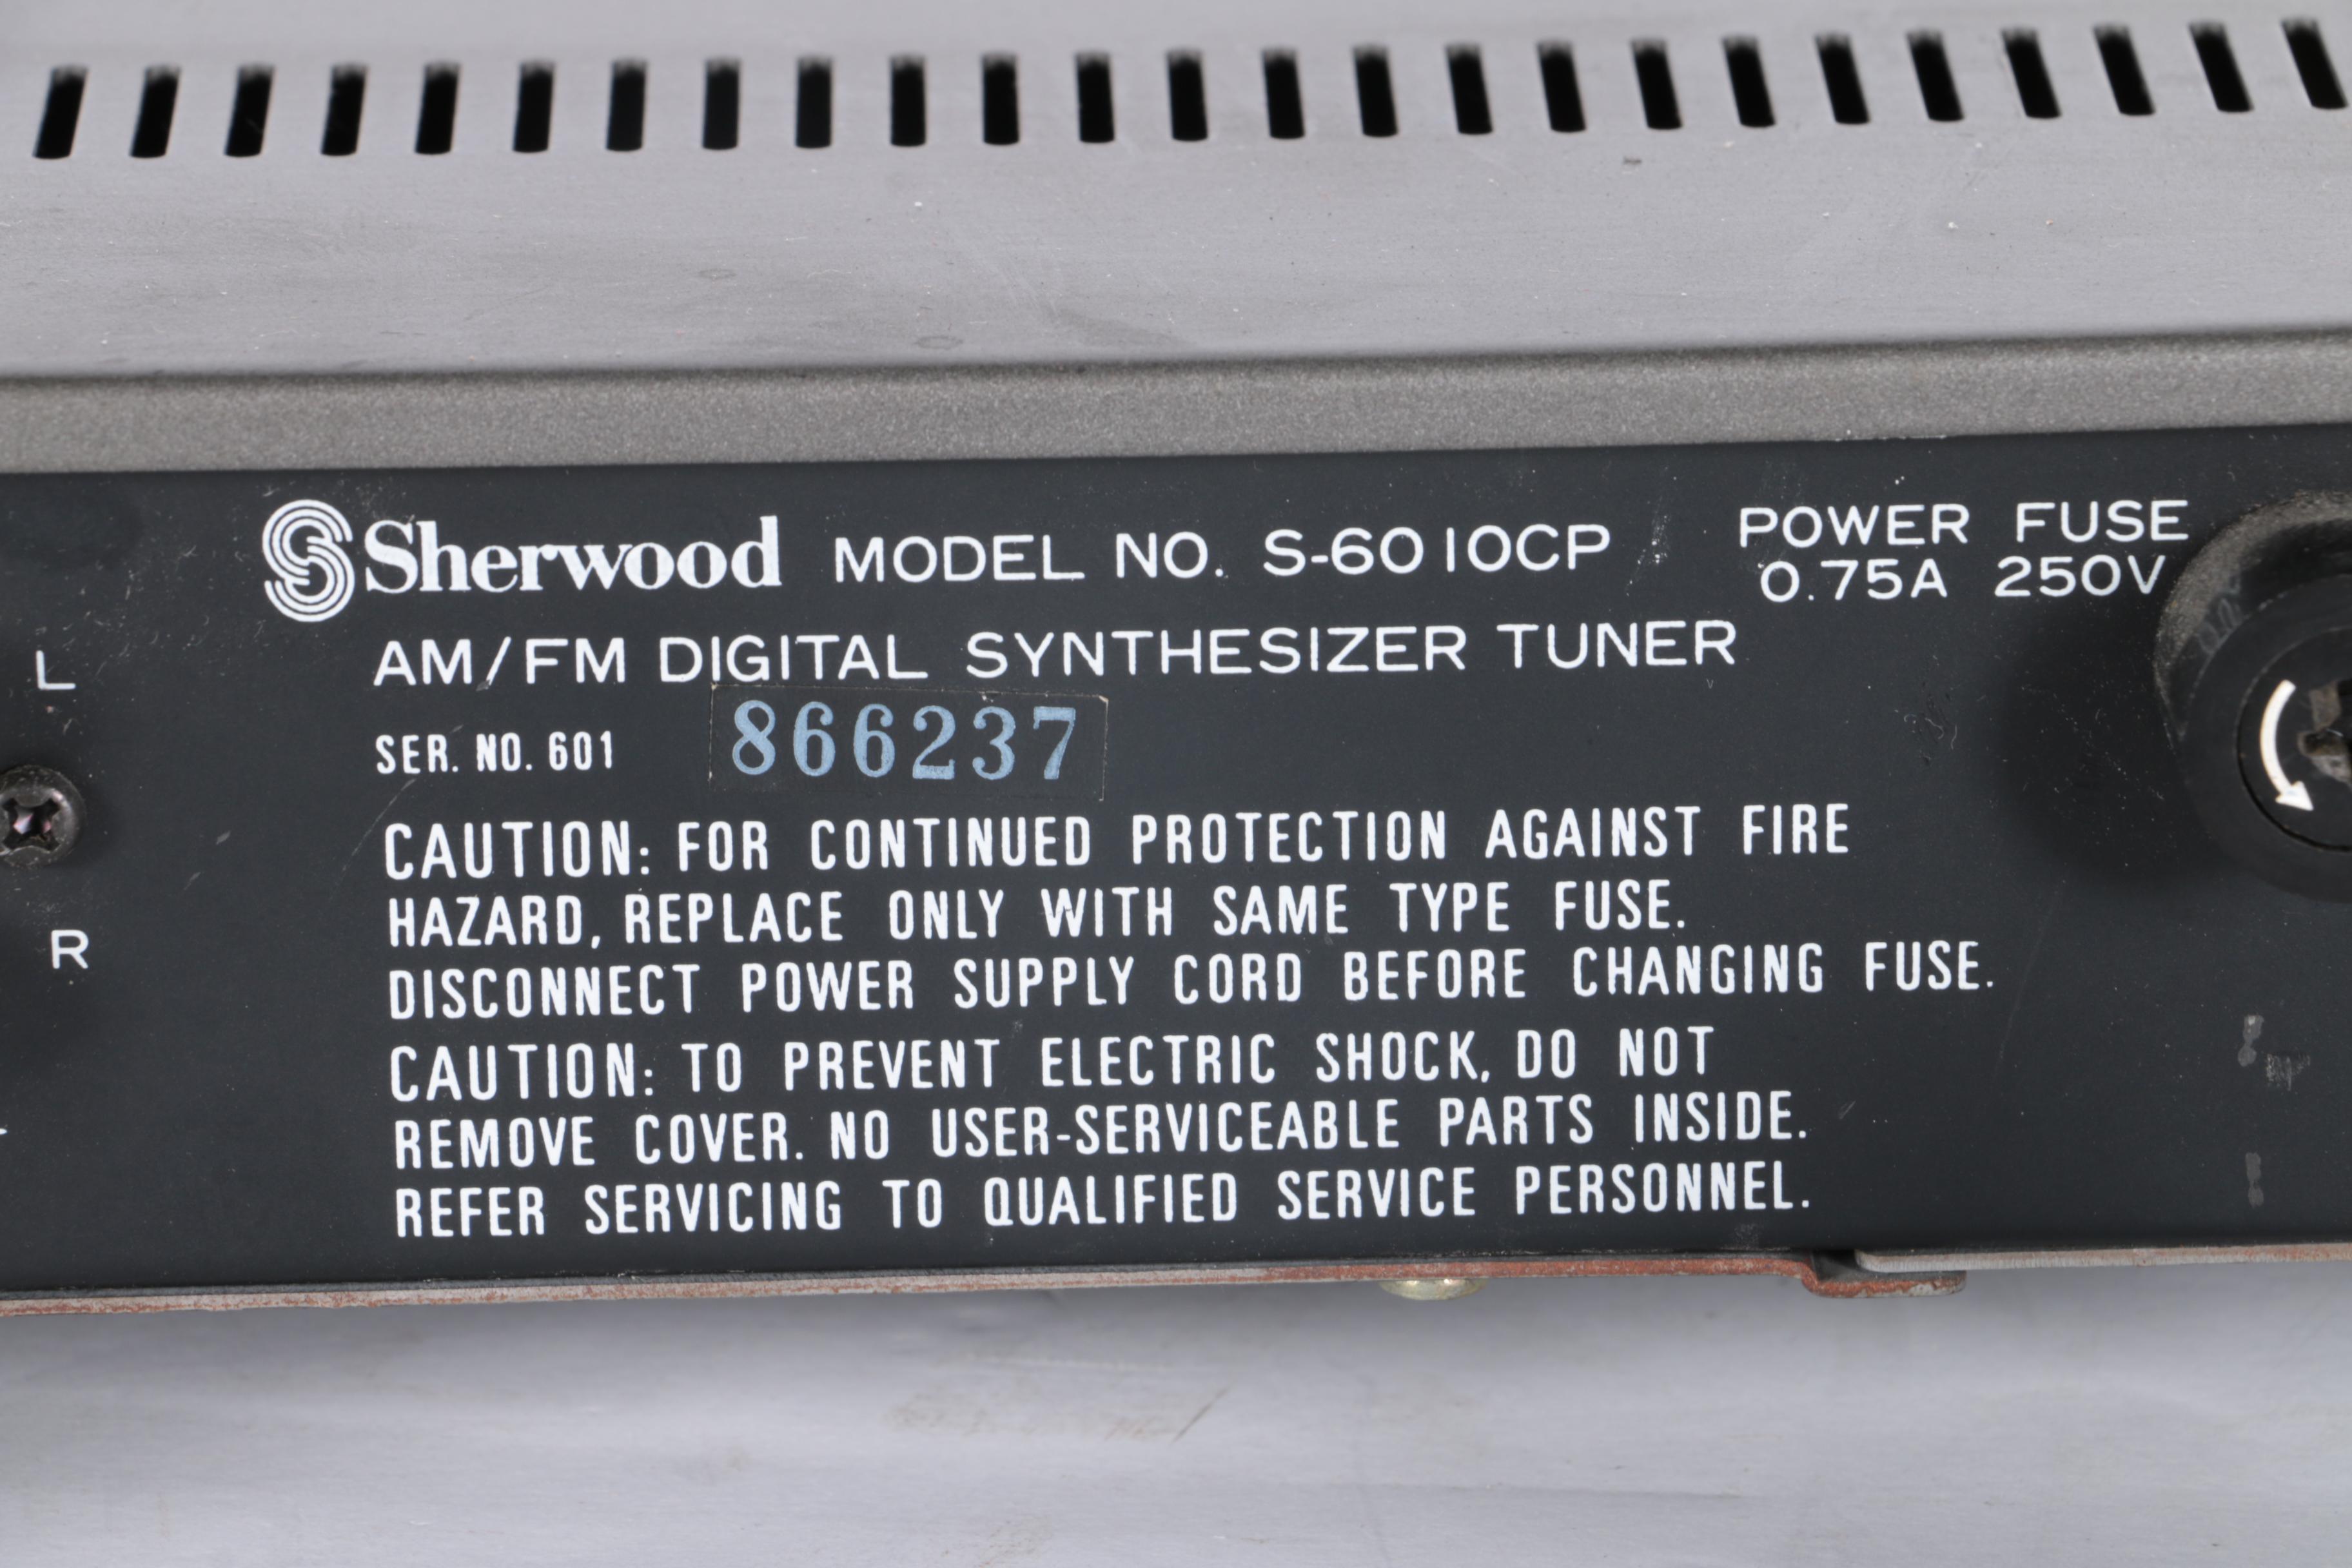 Sherwood MODEL NO. S-6010CP
POWER FUSE
0.75A 250V
AM/FM DIGITAL SYNTHESIZER TUNER
L
SER. NO. 601 866237
CAUTION: FOR CONTINUED PROTECTION AGAINST FIRE
HAZARD, REPLACE ONLY WITH SAME TYPE FUSE.
R
DISCONNECT POWER SUPPLY CORD BEFORE CHANGING FUSE.
CAUTION: TO PREVENT ELECTRIC SHOCK, DO NOT
REMOVE COVER. NO USER-SERVICEABLE PARTS INSIDE.
REFER SERVICING TO QUALIFIED SERVICE PERSONNEL.